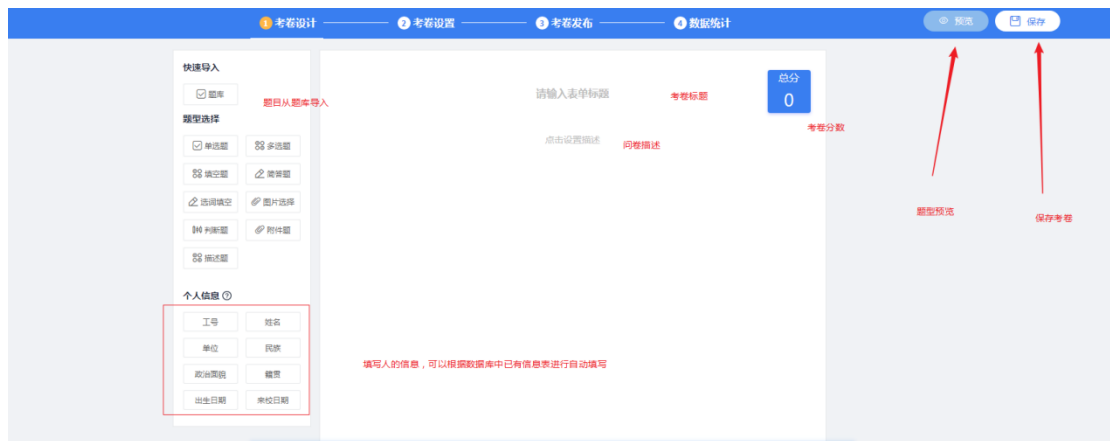 1 考卷设计 2 考卷设置 3 考卷发布 4 数据统计 预览 保存
快速导入
题库
题目从题库导入
题型选择
单选题 多选题
填空题 简答题
选词填空 图片选择
判断题 附件题
描述题
个人信息
工号 姓名
单位 民族
政治面貌 籍贯
出生日期 来校日期
请输入表单标题 考卷标题
总分
0
考卷分数
点击设置描述 问卷描述
填写人的信息，可以根据数据库中已有信息表进行自动填写
题型预览
保存考卷